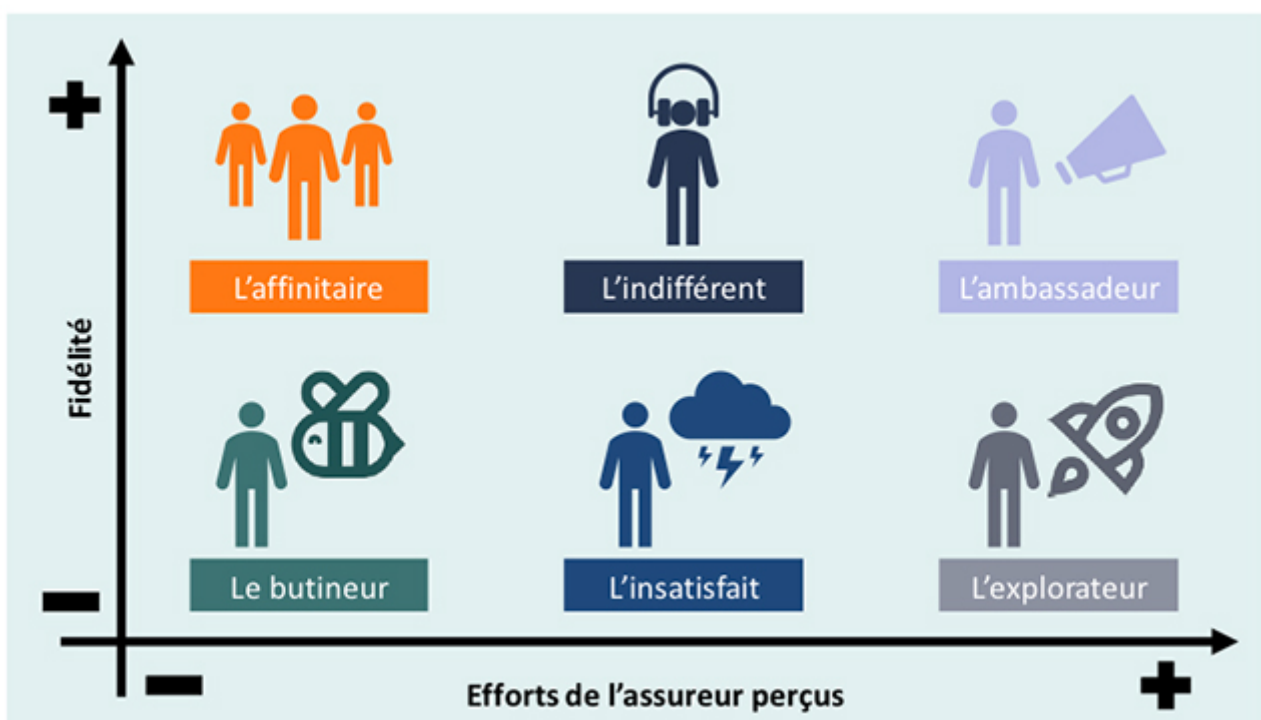 L'affinitaire
L'indifférent
L'ambassadeur
Fidélité
Le butineur
L'insatisfait
L'explorateur
Efforts de l'assureur perçus